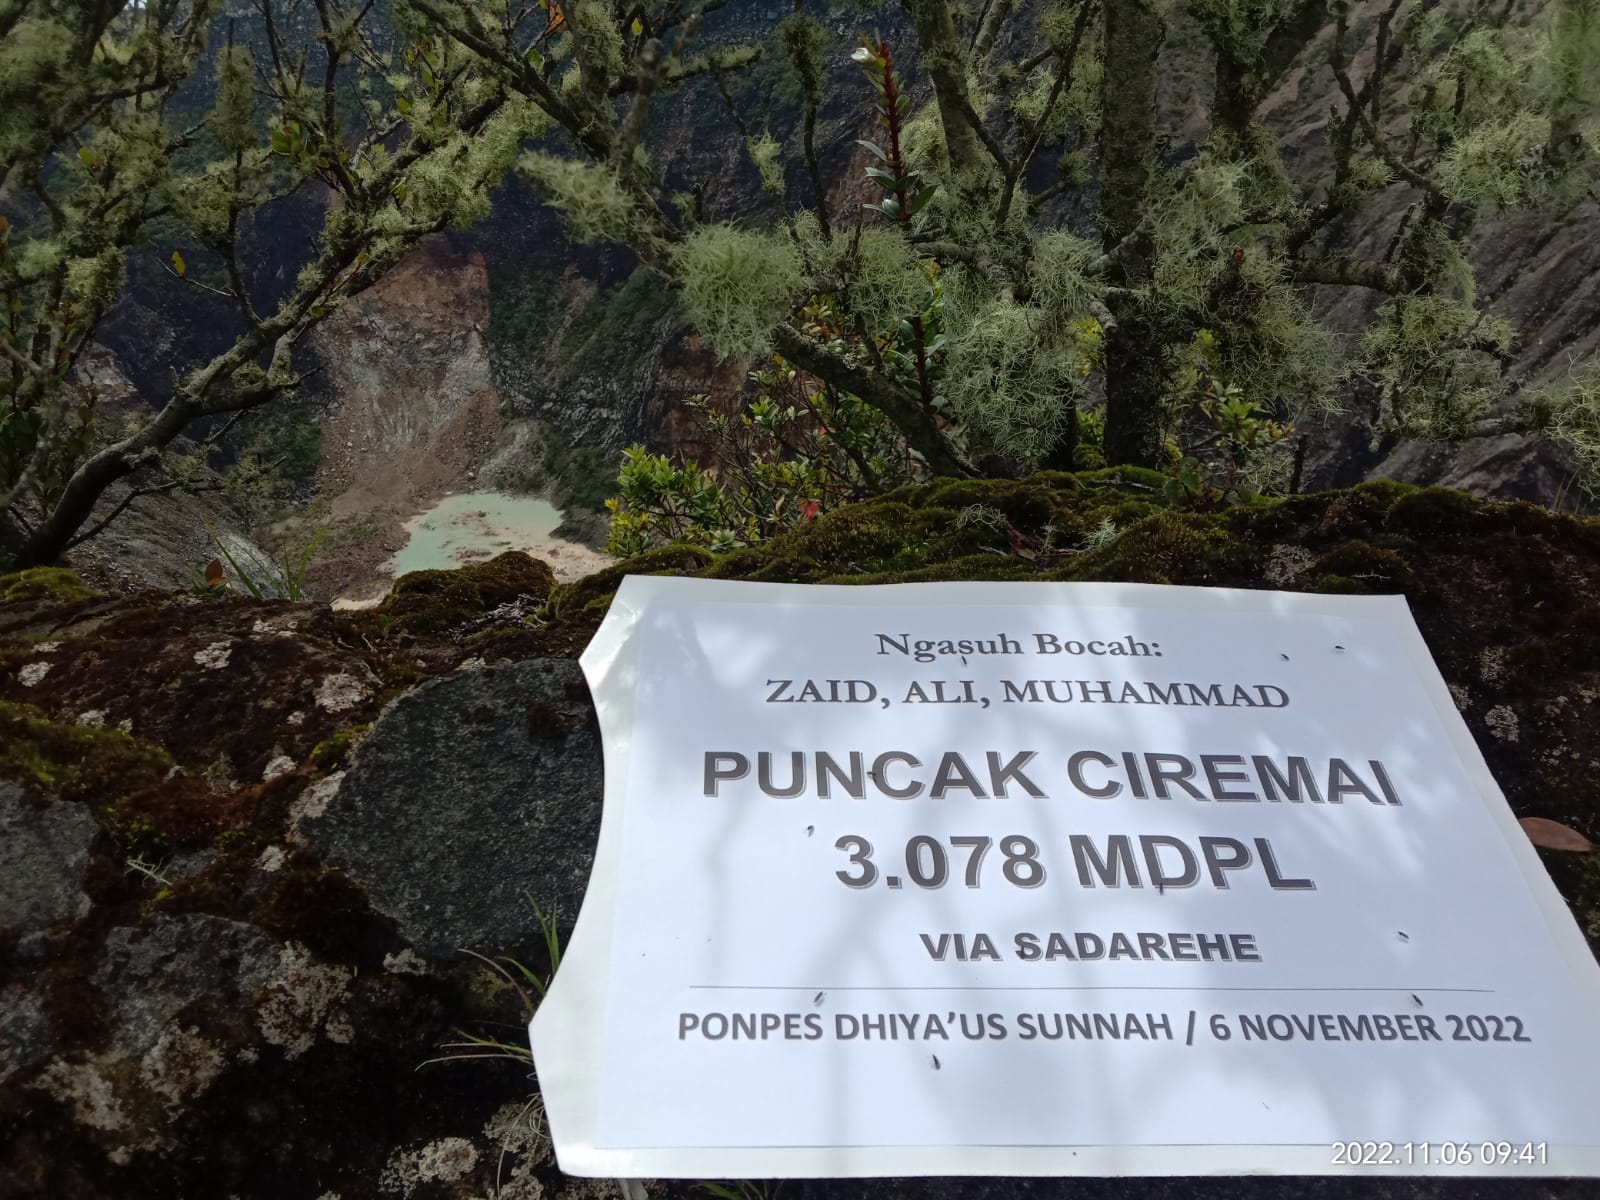 Ngasuh Bocah:
ZAID, ALI, MUHAMMAD
PUNCAK CIREMAI
3.078 MDPL
VIA SADAREHE
PONPES DHIYA'US SUNNAH / 6 NOVEMBER 2022
2022.11.06 09:41